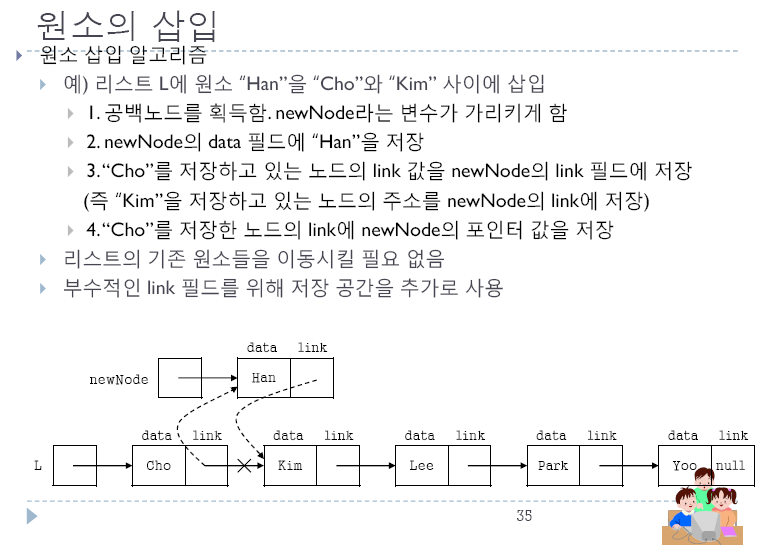 원소의 삽입
원소 삽입 알고리즘
예) 리스트 L에 원소 “Han”을 “Cho”와 “Kim” 사이에 삽입
1. 공백노드를 획득함. newNode라는 변수가 가리키게 함
2. newNode의 data 필드에 “Han”을 저장
3. “Cho”를 저장하고 있는 노드의 link 값을 newNode의 link 필드에 저장
(즉 “Kim”을 저장하고 있는 노드의 주소를 newNode의 link에 저장)
4. “Cho”를 저장한 노드의 link에 newNode의 포인터 값을 저장
리스트의 기존 원소들을 이동시킬 필요 없음
부수적인 link 필드를 위해 저장 공간을 추가로 사용
data link
newNode Han
data link data link data link data link data link
L Cho Kim Lee Park Yoo null
35